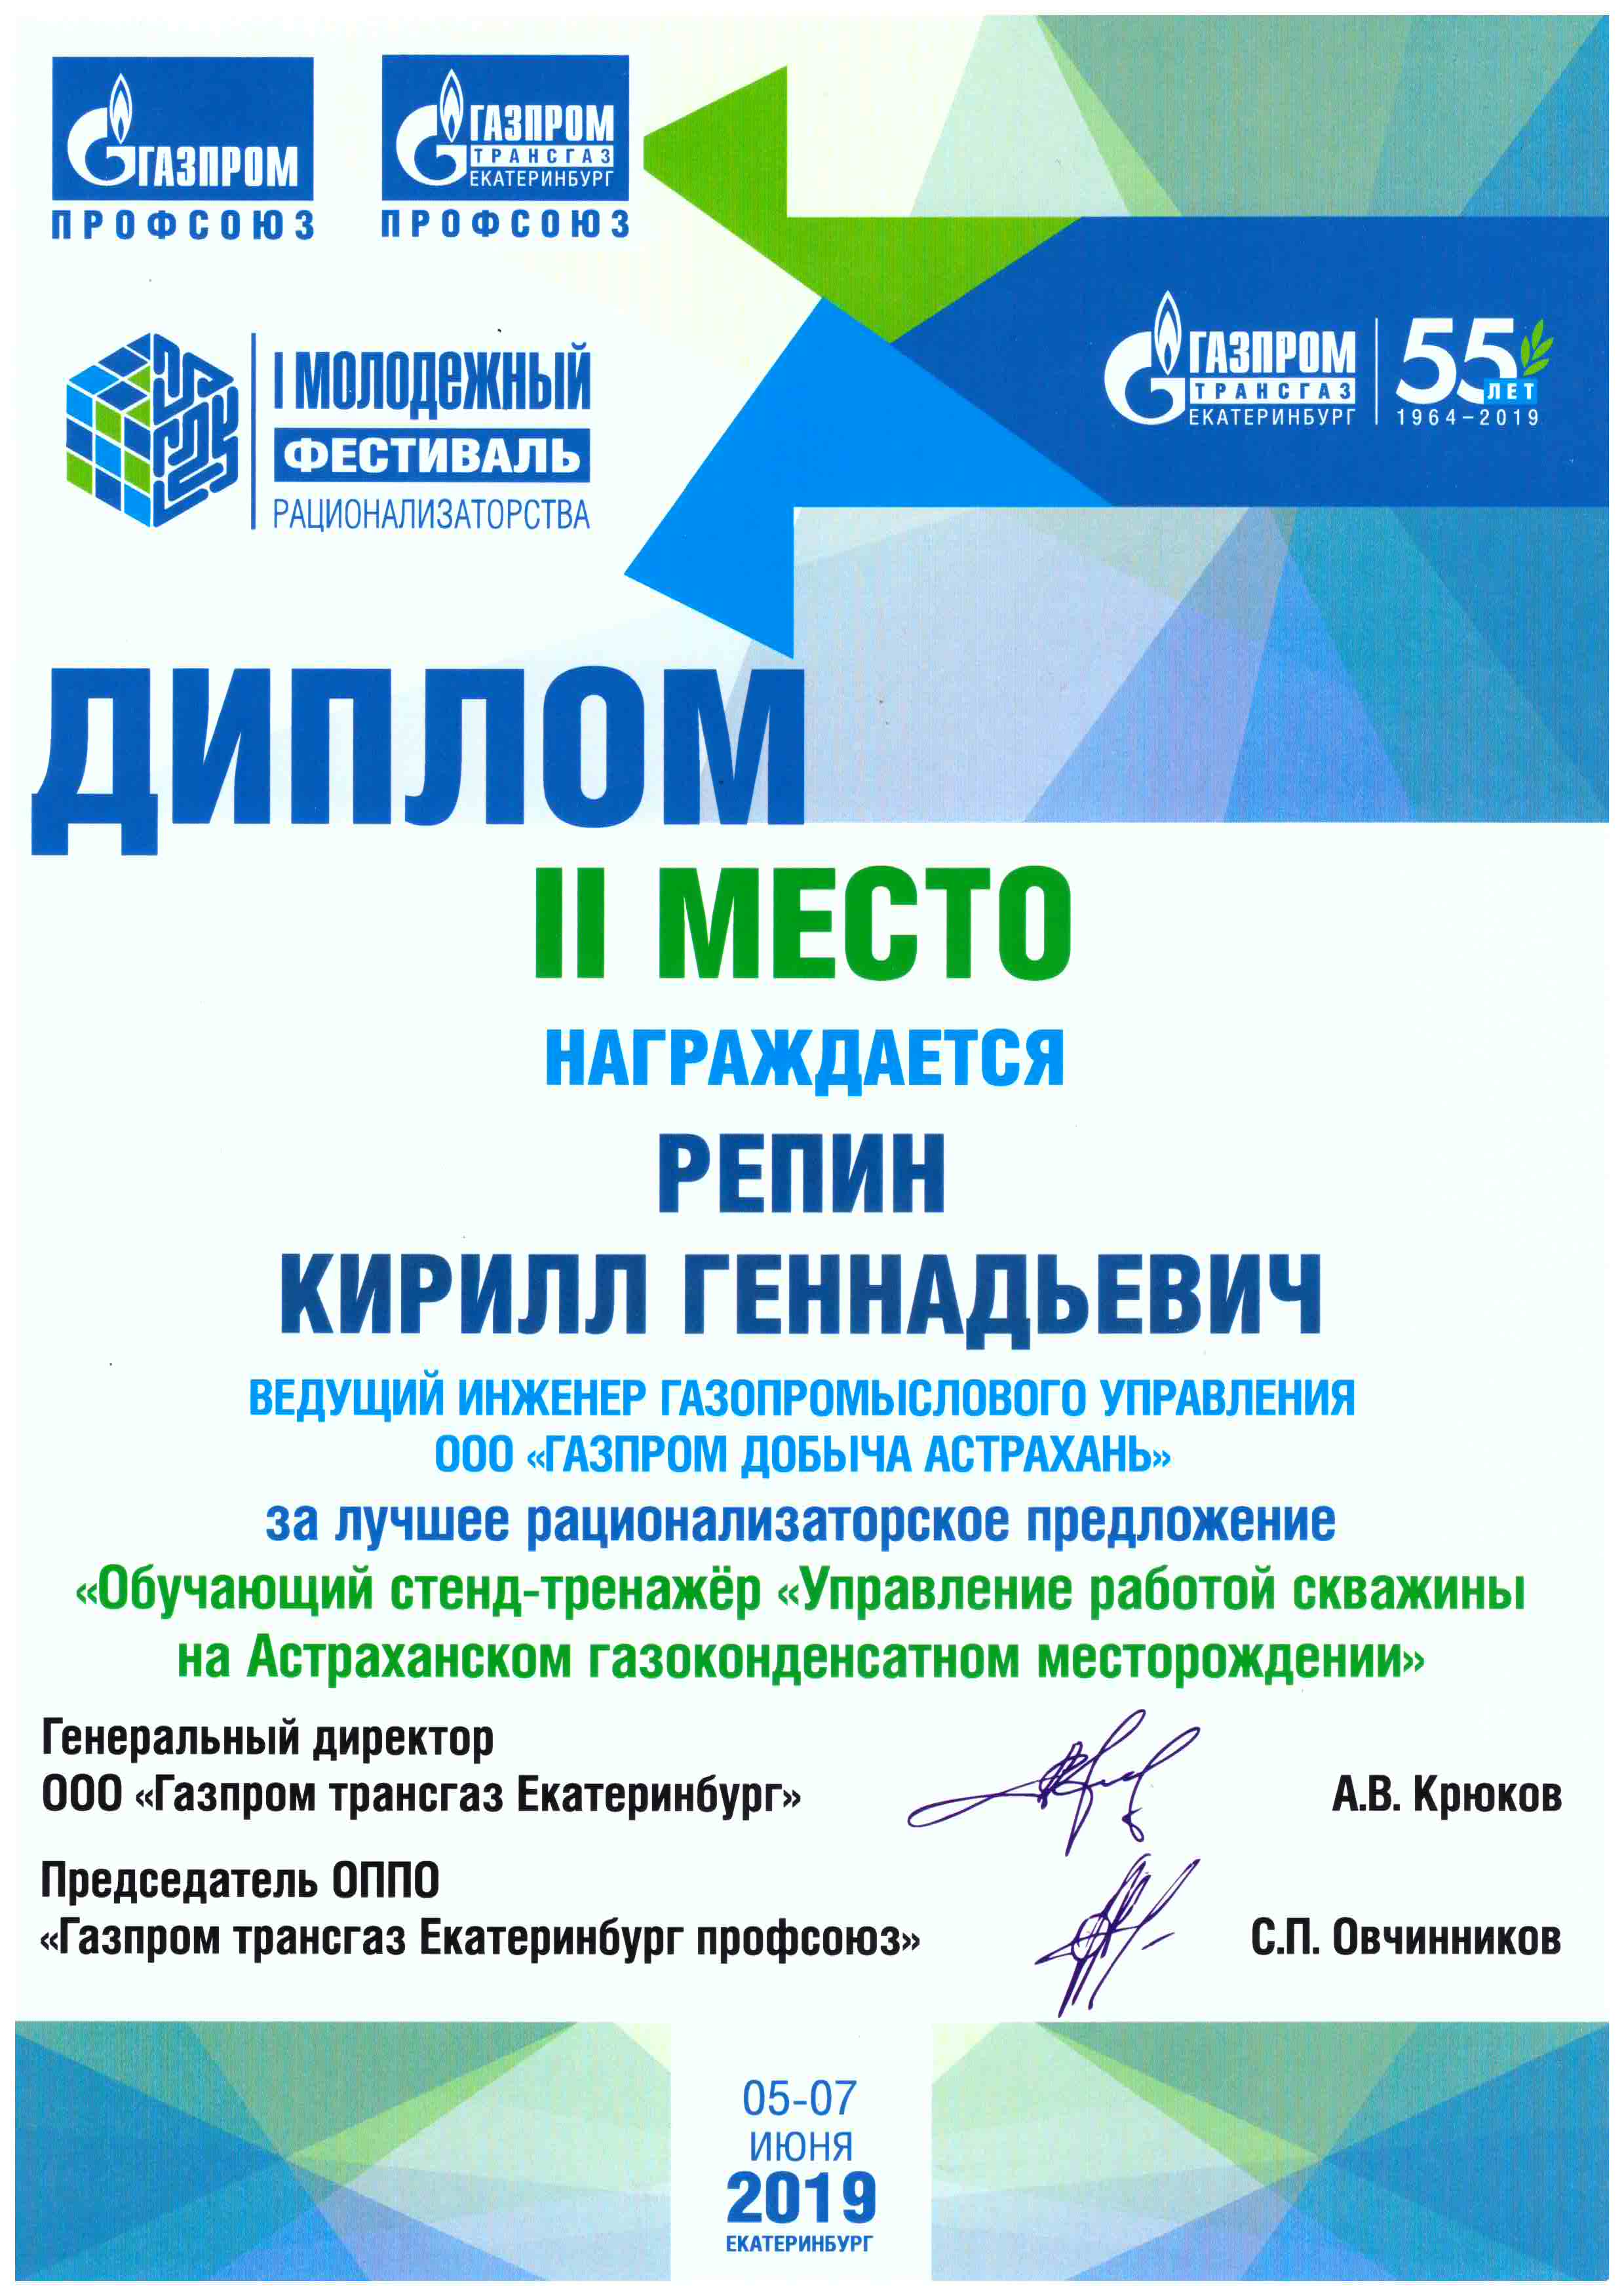 ГАЗПРОМ
ПРОФСОЮЗ
ГАЗПРОМ
ТРАНСГАЗ
ЕКАТЕРИНБУРГ
ПРОФСОЮЗ
I МОЛОДЕЖНЫЙ
ФЕСТИВАЛЬ
РАЦИОНАЛИЗАТОРСТВА
ГАЗПРОМ
ТРАНСГАЗ
ЕКАТЕРИНБУРГ
55 ЛЕТ
1964–2019
ДИПЛОМ
II МЕСТО
НАГРАЖДАЕТСЯ
РЕПИН
КИРИЛЛ ГЕННАДЬЕВИЧ
ВЕДУЩИЙ ИНЖЕНЕР ГАЗОПРОМЫСЛОВОГО УПРАВЛЕНИЯ
ООО «ГАЗПРОМ ДОБЫЧА АСТРАХАНЬ»
за лучшее рационализаторское предложение
«Обучающий стенд-тренажёр «Управление работой скважины
на Астраханском газоконденсатном месторождении»
Генеральный директор
ООО «Газпром трансгаз Екатеринбург» А.В. Крюков
Председатель ОППО
«Газпром трансгаз Екатеринбург профсоюз» С.П. Овчинников
05-07
ИЮНЯ
2019
ЕКАТЕРИНБУРГ